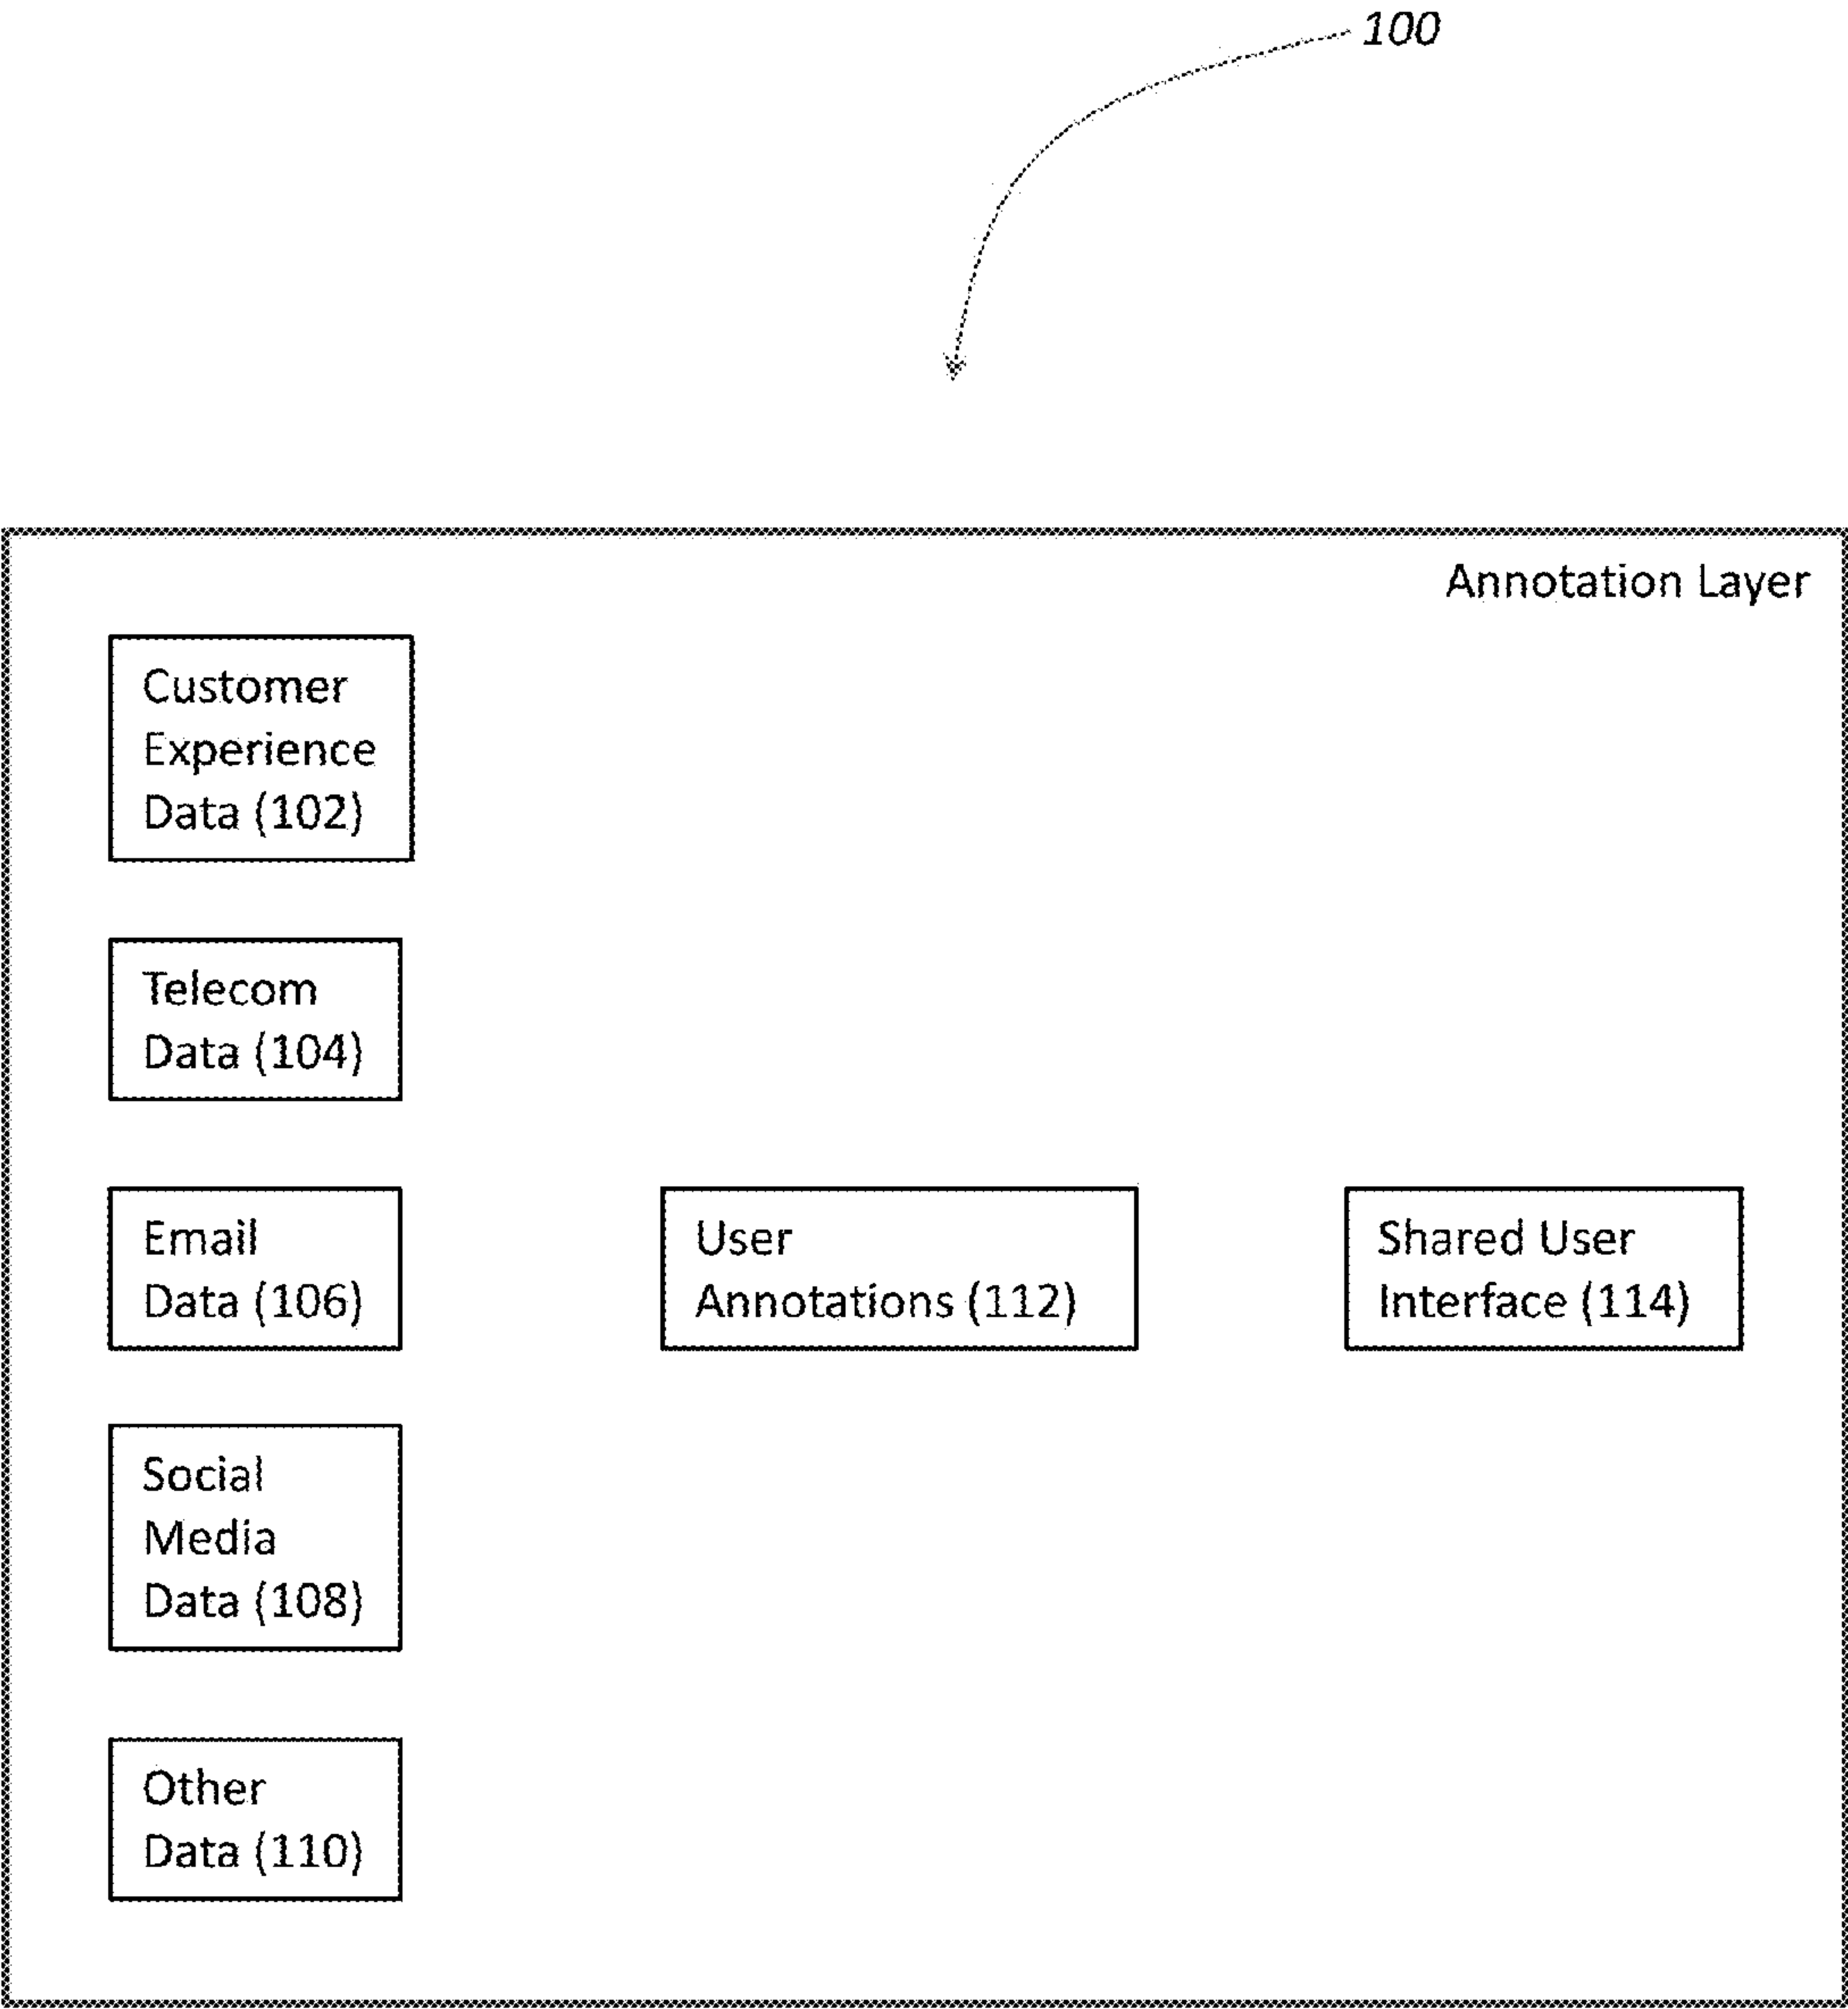 100
Annotation Layer
Customer
Experience
Data (102)
Telecom
Data (104)
Email
Data (106)
User
Annotations (112)
Shared User
Interface (114)
Social
Media
Data (108)
Other
Data (110)